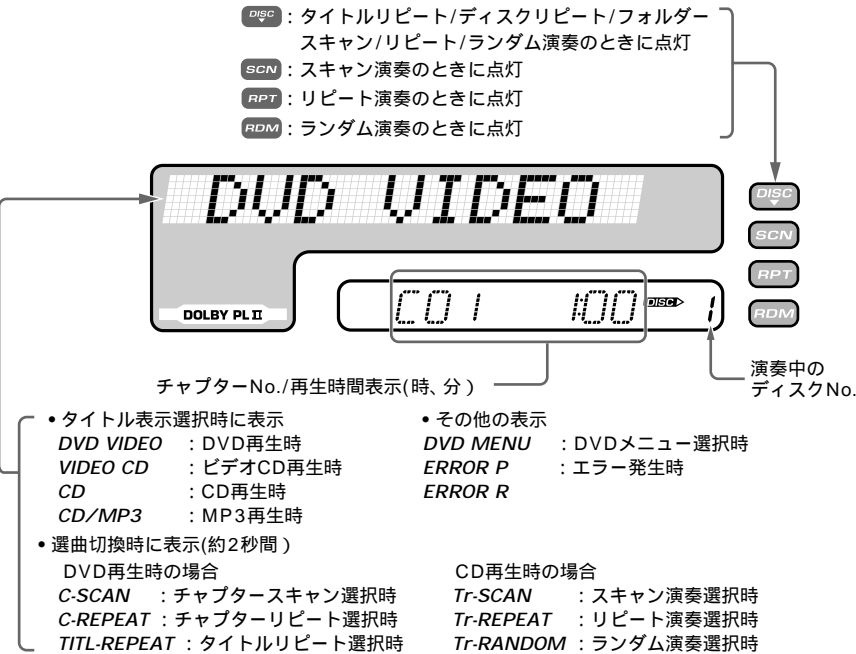 DISC：タイトルリピート/ディスクリピート/フォルダー
スキャン/リピート/ランダム演奏のときに点灯
SCN：スキャン演奏のときに点灯
RPT：リピート演奏のときに点灯
RDM：ランダム演奏のときに点灯
DVD VIDEO
DISC
SCN
RPT
RDM
DOLBY PL II
C01 1:00 DISC 1
チャプターNo./再生時間表示(時、分）
演奏中の
ディスクNo.
•タイトル表示選択時に表示
DVD VIDEO：DVD再生時
VIDEO CD：ビデオCD再生時
CD：CD再生時
CD/MP3：MP3再生時
•その他の表示
DVD MENU：DVDメニュー選択時
ERROR P：エラー発生時
ERROR R
•選曲切換時に表示(約2秒間）
DVD再生時の場合
C-SCAN：チャプタースキャン選択時
C-REPEAT：チャプターリピート選択時
TITL-REPEAT：タイトルリピート選択時
CD再生時の場合
Tr-SCAN：スキャン演奏選択時
Tr-REPEAT：リピート演奏選択時
Tr-RANDOM：ランダム演奏選択時